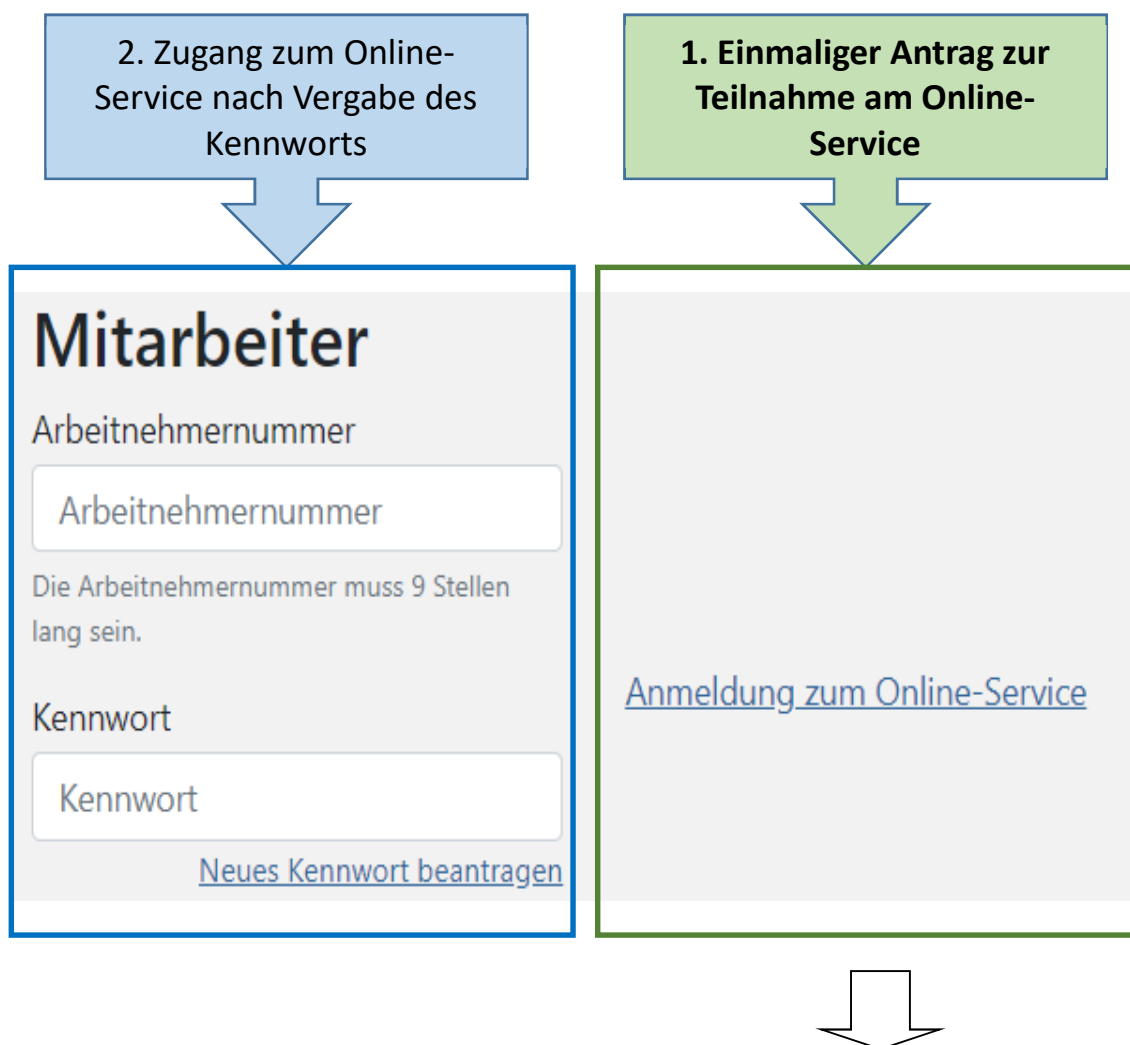 2. Zugang zum Online-
Service nach Vergabe des
Kennworts
1. Einmaliger Antrag zur
Teilnahme am Online-
Service
Mitarbeiter
Arbeitnehmernummer
Arbeitnehmernummer
Die Arbeitnehmernummer muss 9 Stellen
lang sein.
Kennwort
Kennwort
Neues Kennwort beantragen
Anmeldung zum Online-Service